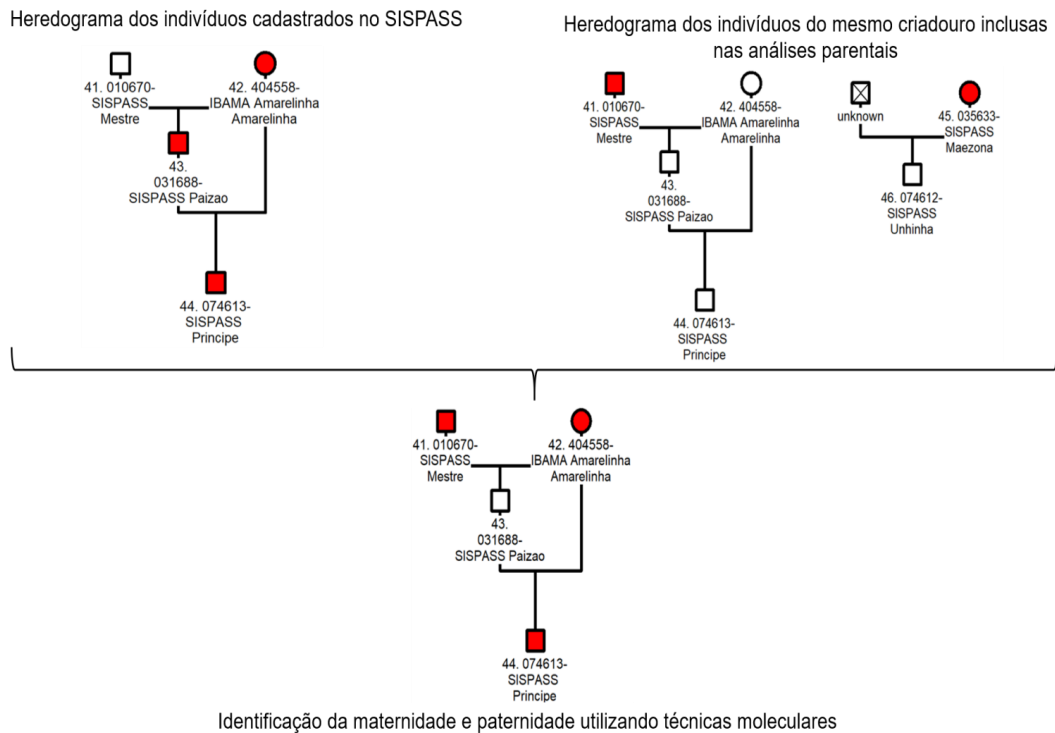 Heredograma dos indivíduos cadastrados no SISPASS
41. 010670-
SISPASS
Mestre
42. 404558-
IBAMA Amarelinha
Amarelinha
43.
031688-
SISPASS Paizao
44. 074613-
SISPASS
Principe
Heredograma dos indivíduos do mesmo criadouro inclusas
nas análises parentais
41. 010670-
SISPASS
Mestre
42. 404558-
IBAMA Amarelinha
Amarelinha
43.
031688-
SISPASS Paizao
44. 074613-
SISPASS
Principe
unknown
45. 035633-
SISPASS
Maezona
46. 074612-
SISPASS
Unhinha
41. 010670-
SISPASS
Mestre
42. 404558-
IBAMA Amarelinha
Amarelinha
43.
031688-
SISPASS Paizao
44. 074613-
SISPASS
Principe
Identificação da maternidade e paternidade utilizando técnicas moleculares